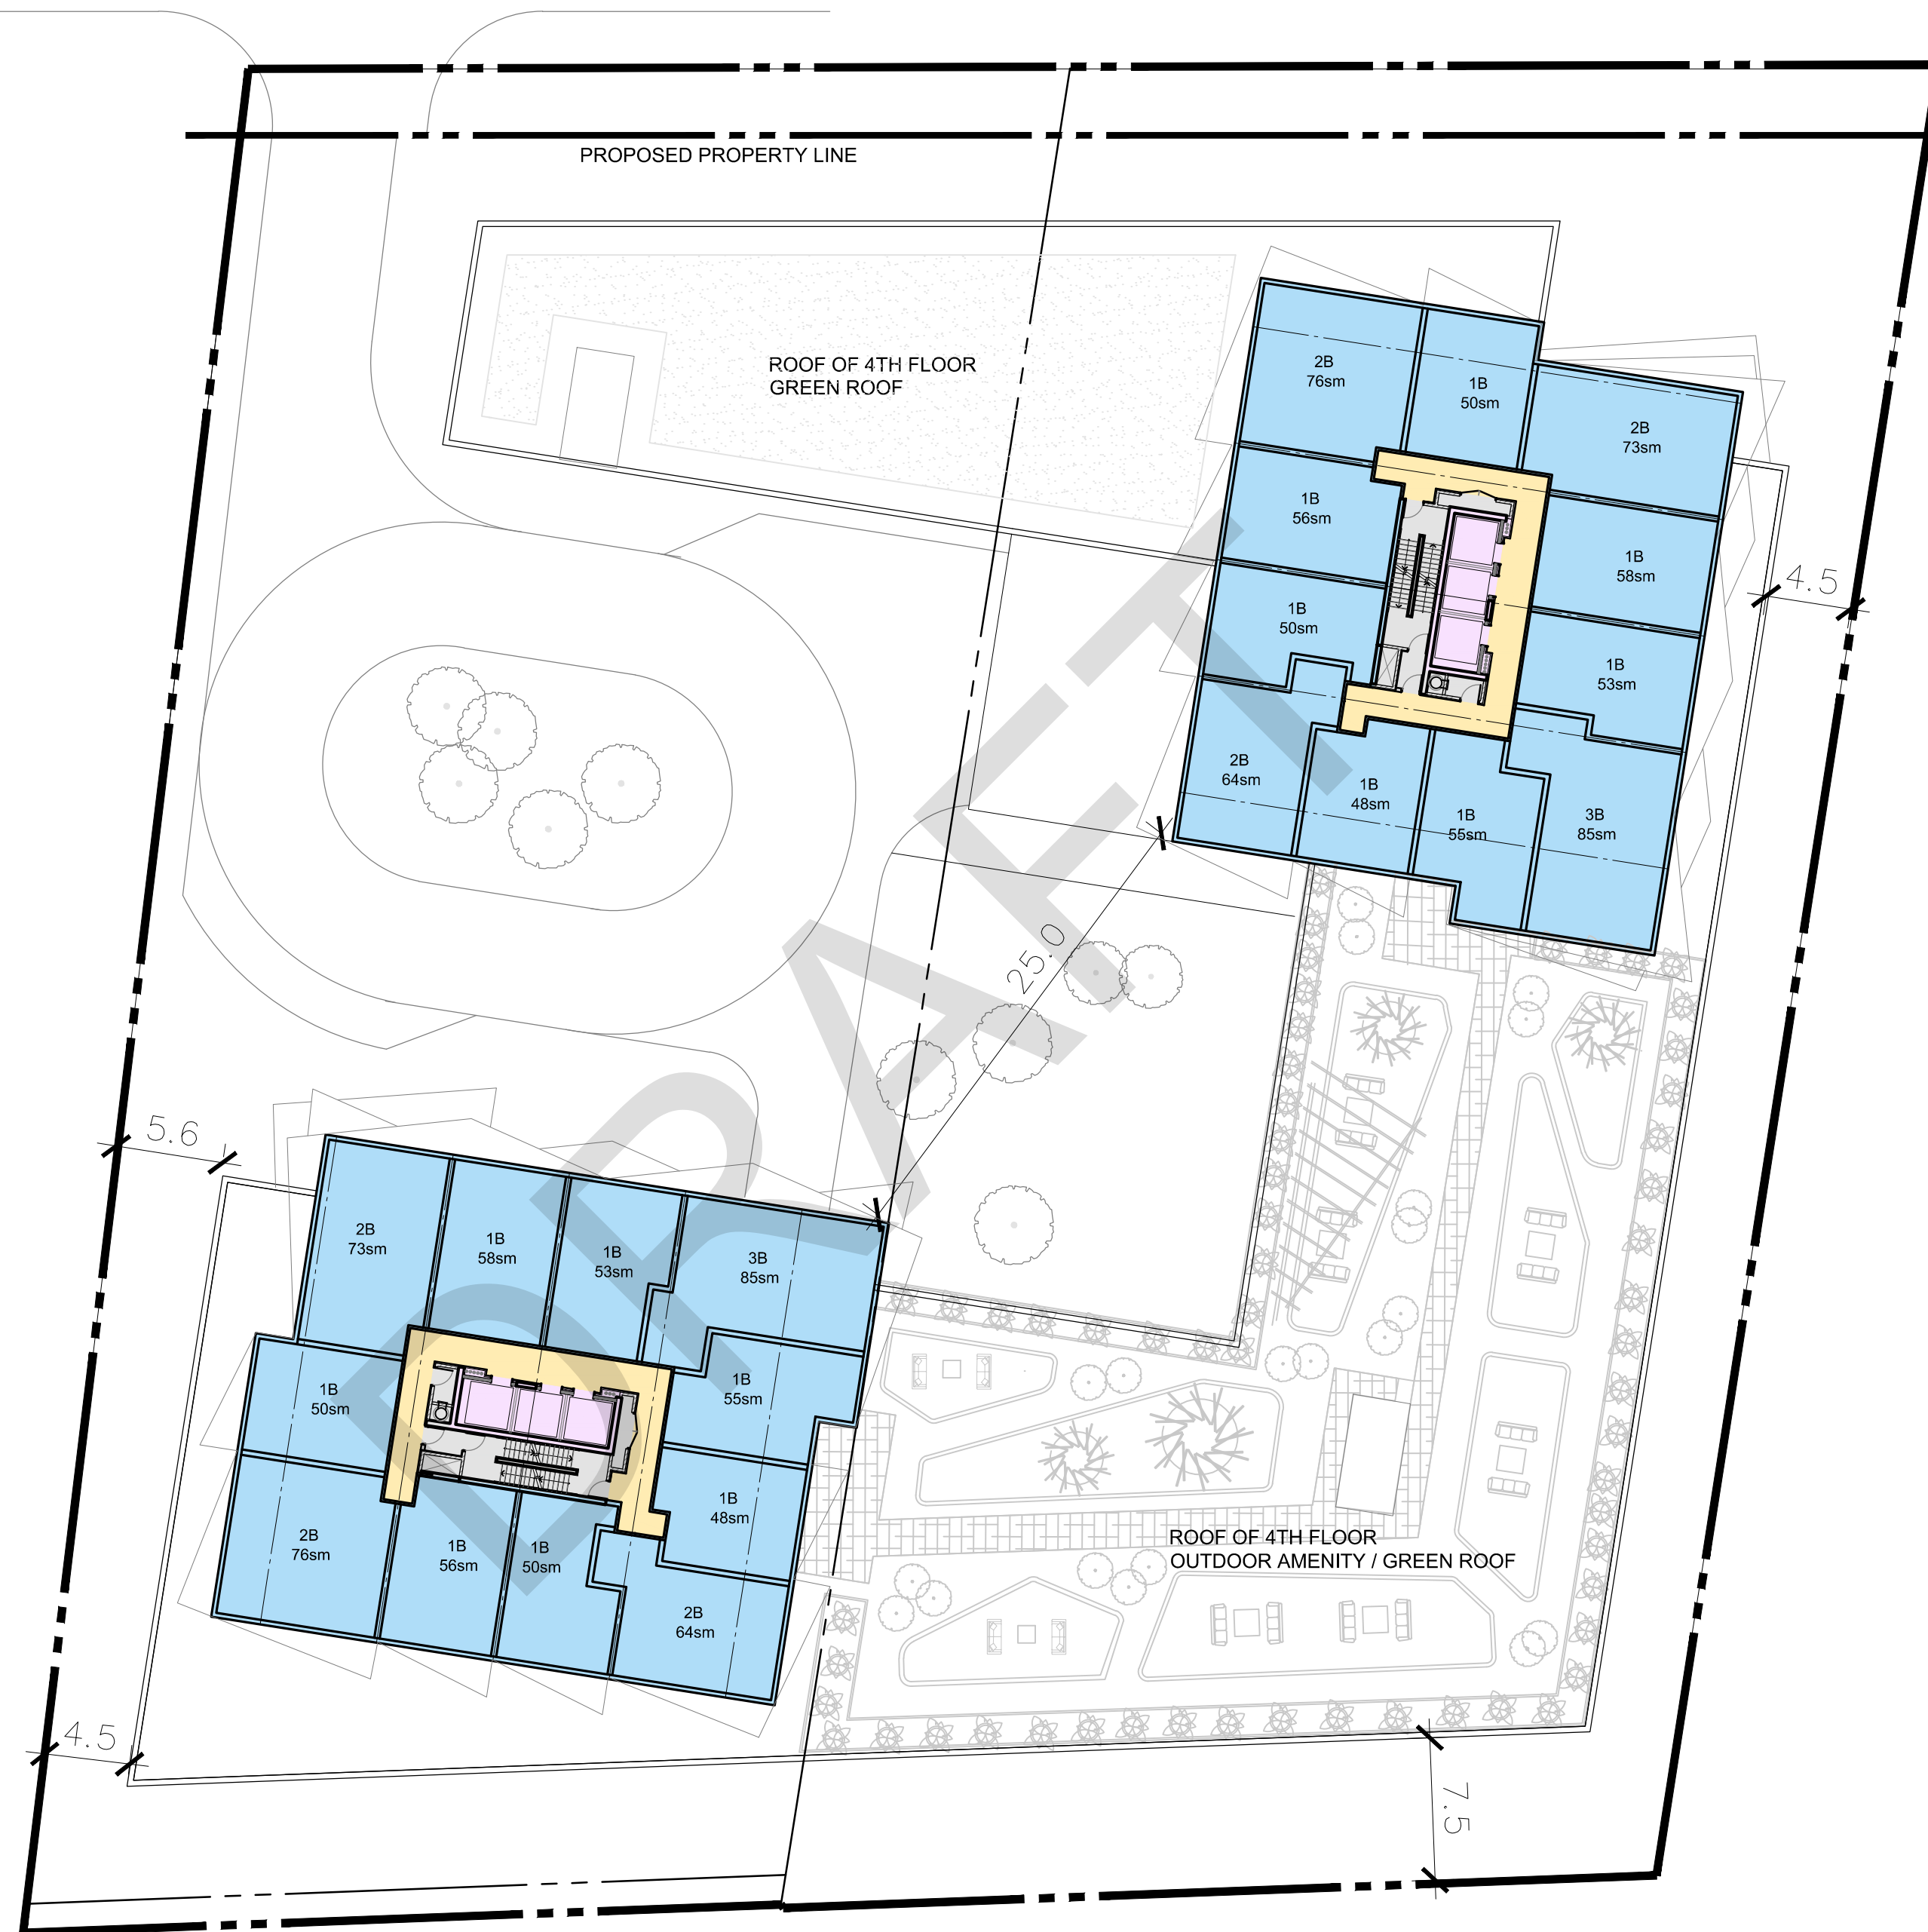 PROPOSED PROPERTY LINE
ROOF OF 4TH FLOOR
GREEN ROOF
2B
76sm
1B
50sm
2B
73sm
1B
56sm
1B
58sm
4.5
1B
50sm
1B
53sm
2B
64sm
1B
48sm
1B
55sm
3B
85sm
25.0
DRAFT
5.6
2B
73sm
1B
58sm
1B
53sm
3B
85sm
1B
50sm
1B
55sm
1B
48sm
2B
76sm
1B
56sm
1B
50sm
2B
64sm
ROOF OF 4TH FLOOR
OUTDOOR AMENITY / GREEN ROOF
4.5
7.5